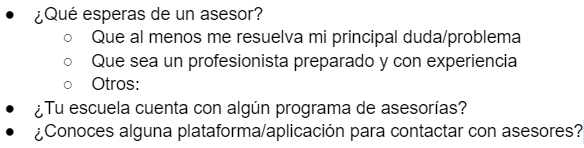 ● ¿Qué esperas de un asesor?
○ Que al menos me resuelva mi principal duda/problema
○ Que sea un profesionista preparado y con experiencia
○ Otros:
● ¿Tu escuela cuenta con algún programa de asesorías?
● ¿Conoces alguna plataforma/aplicación para contactar con asesores?